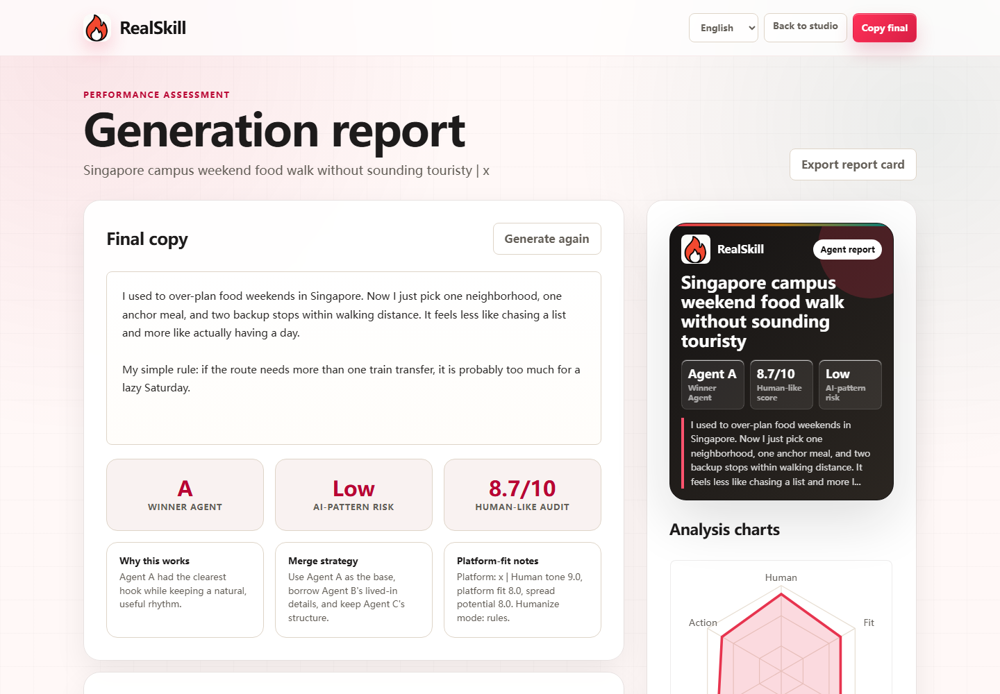 RealSkill
English
Back to studio
Copy final
PERFORMANCE ASSESSMENT
Generation report
Singapore campus weekend food walk without sounding touristy | x
Export report card
Final copy
Generate again
I used to over-plan food weekends in Singapore. Now I just pick one neighborhood, one
anchor meal, and two backup stops within walking distance. It feels less like chasing a list
and more like actually having a day.
My simple rule: if the route needs more than one train transfer, it is probably too much for a
lazy Saturday.
A
WINNER AGENT
Low
AI-PATTERN RISK
8.7/10
HUMAN-LIKE AUDIT
Why this works
Agent A had the clearest
hook while keeping a natural,
useful rhythm.
Merge strategy
Use Agent A as the base,
borrow Agent B's lived-in
details, and keep Agent C's
structure.
Platform-fit notes
Platform: x | Human tone 9.0,
platform fit 8.0, spread
potential 8.0. Humanize
mode: rules.
RealSkill
Agent report
Singapore campus
weekend food walk
without sounding
touristy
Agent A
Winner
Agent
8.7/10
Human-like
score
Low
AI-pattern
risk
I used to over-plan food weekends in
Singapore. Now I just pick one
neighborhood, one anchor meal, and two
backup stops within walking distance. It
feels less like chasing a list and more l...
Analysis charts
Human
Action
Fit